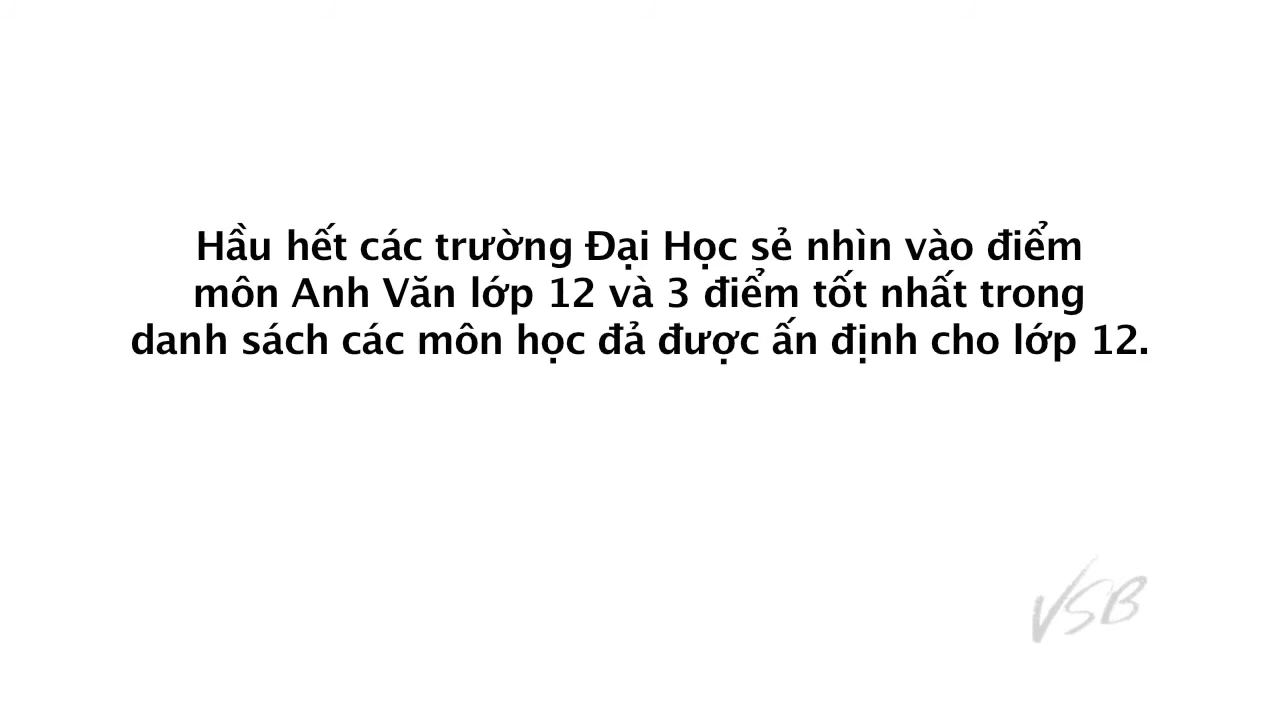 Hầu hết các trường Đại Học sẻ nhìn vào điểm
môn Anh Văn lớp 12 và 3 điểm tốt nhất trong
danh sách các môn học đả được ấn định cho lớp 12.
VSB